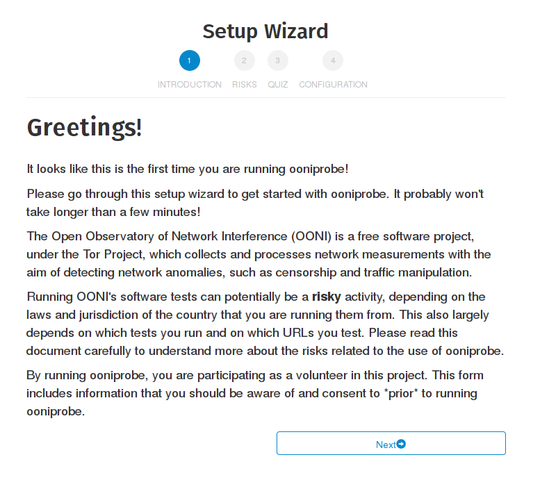 Setup Wizard
1 2 3 4
INTRODUCTION RISKS QUIZ CONFIGURATION
Greetings!
It looks like this is the first time you are running ooniprobe!
Please go through this setup wizard to get started with ooniprobe. It probably won't
take longer than a few minutes!
The Open Observatory of Network Interference (OONI) is a free software project,
under the Tor Project, which collects and processes network measurements with the
aim of detecting network anomalies, such as censorship and traffic manipulation.
Running OONI's software tests can potentially be a risky activity, depending on the
laws and jurisdiction of the country that you are running them from. This also largely
depends on which tests you run and on which URLs you test. Please read this
document carefully to understand more about the risks related to the use of ooniprobe.
By running ooniprobe, you are participating as a volunteer in this project. This form
includes information that you should be aware of and consent to *prior* to running
ooniprobe.
Next